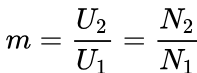 m = U₂/U₁ = N₂/N₁